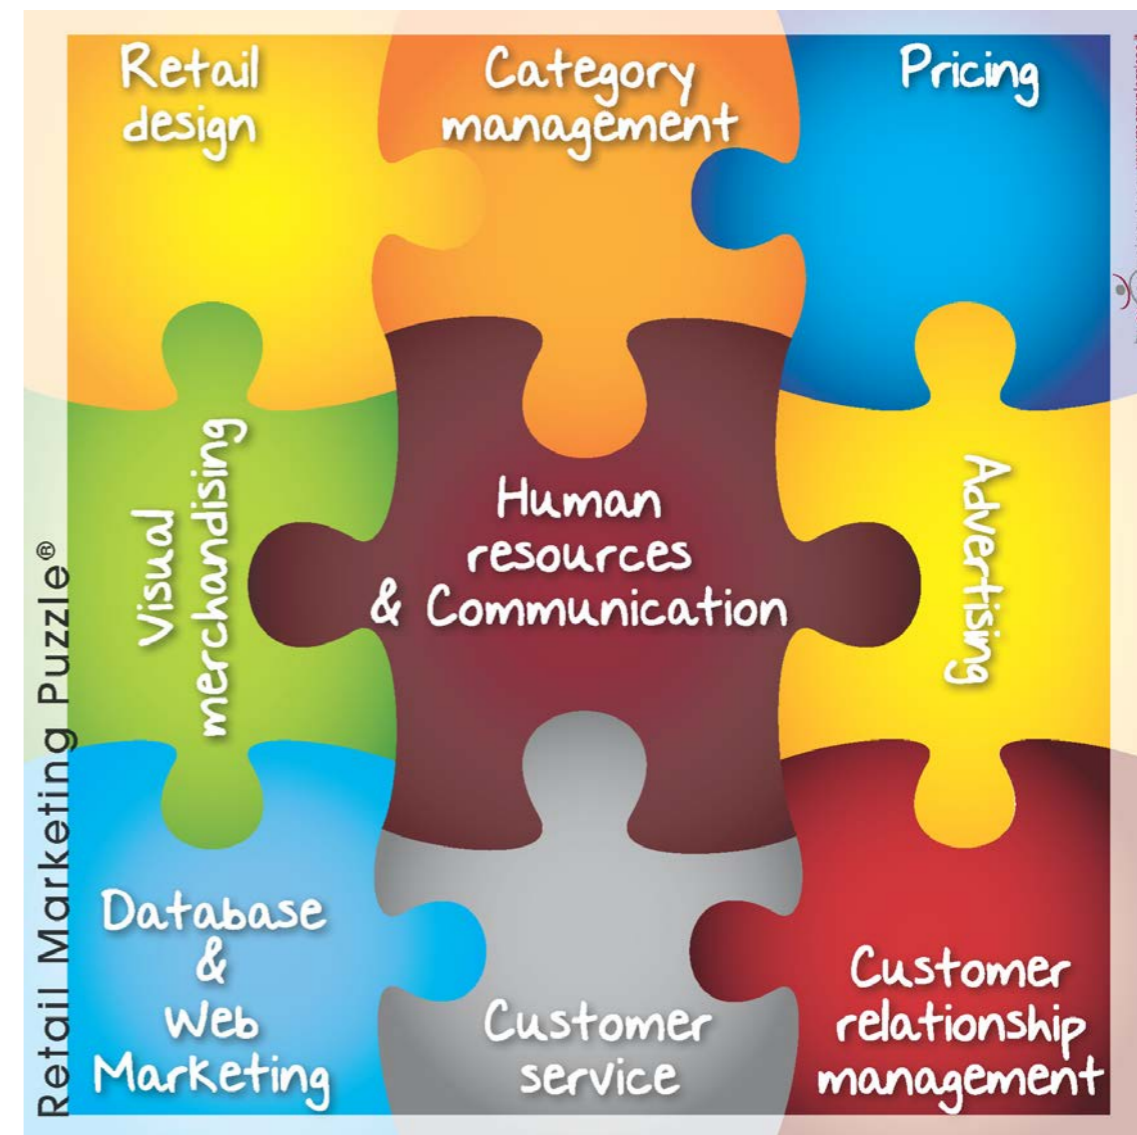 Retail
design
Category
management
Pricing
Visual
merchandising
Human
resources
& Communication
Advertising
Database
&
Web
Marketing
Customer
service
Customer
relationship
management
Retail Marketing Puzzle®